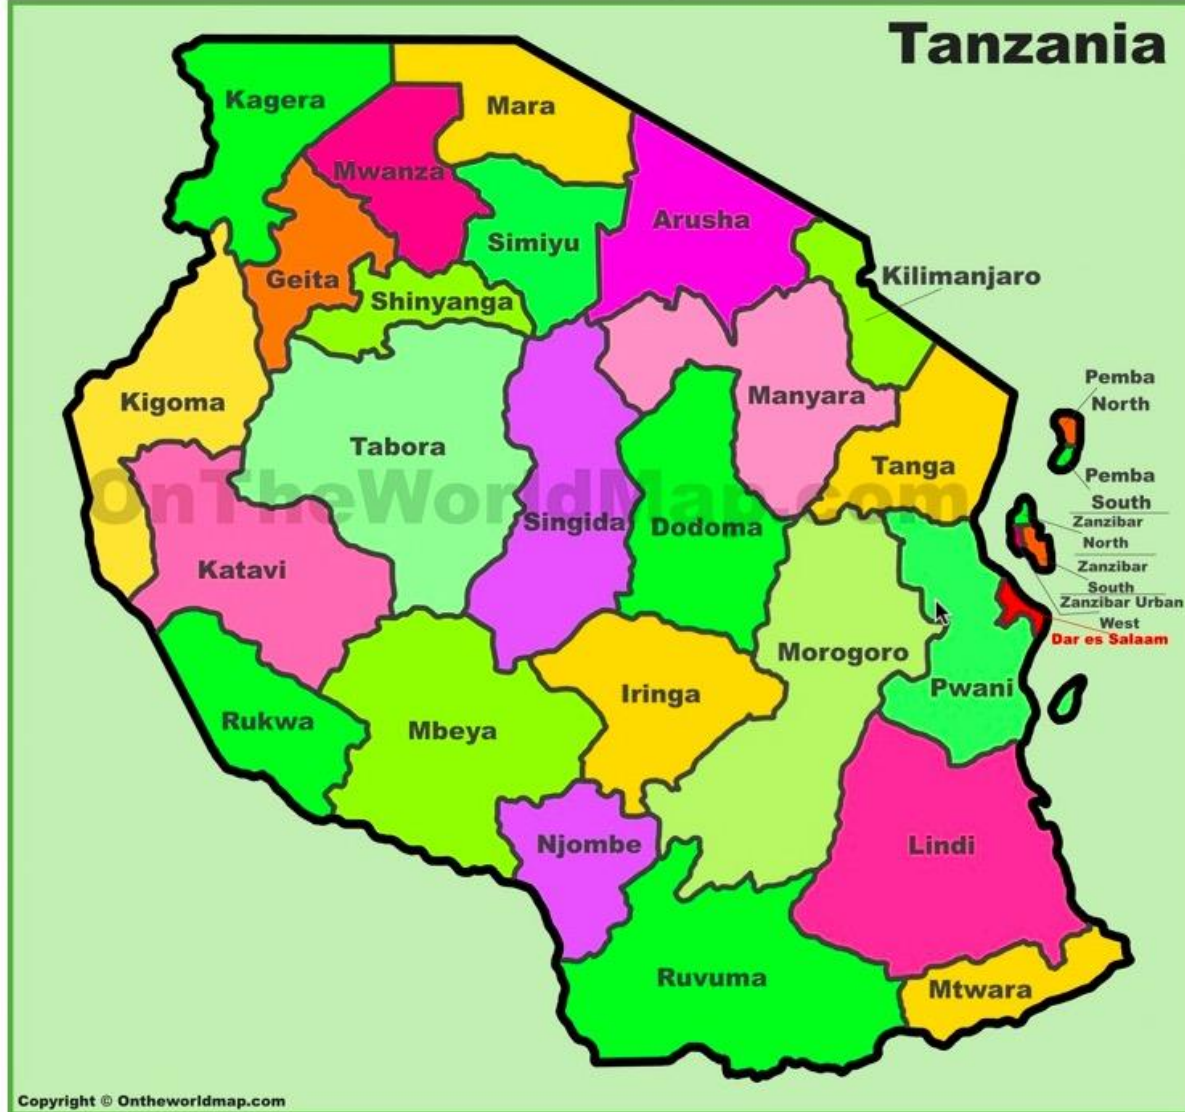 Tanzania
Kagera
Mara
Mwanza
Arusha
Simiyu
Geita
Shinyanga
Kilimanjaro
Kigoma
Manyara
Pemba
North
Tabora
Tanga
Pemba
South
OnTheWorldMap.com
Singida
Dodoma
Zanzibar
North
Katavi
Zanzibar
South
Zanzibar Urban
West
Dar es Salaam
Morogoro
Iringa
Pwani
Rukwa
Mbeya
Njombe
Lindi
Ruvuma
Mtwara
Copyright © Ontheworldmap.com